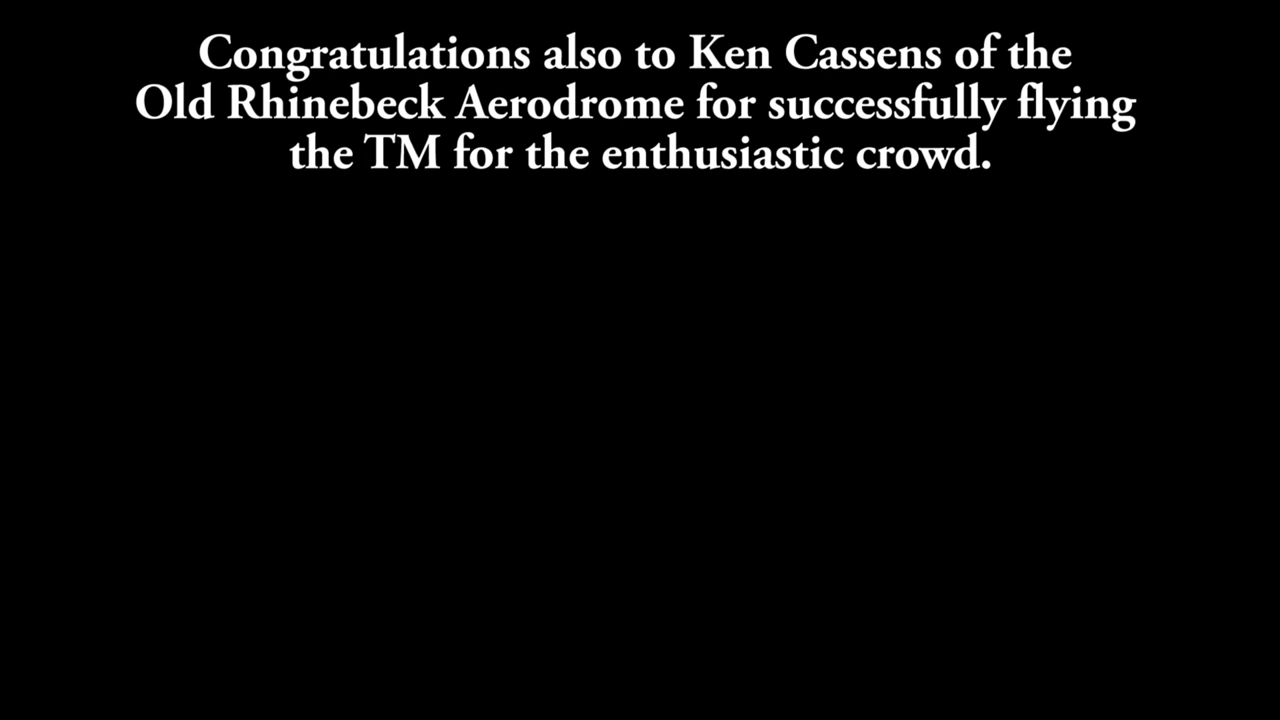 Congratulations also to Ken Cassens of the
Old Rhinebeck Aerodrome for successfully flying
the TM for the enthusiastic crowd.